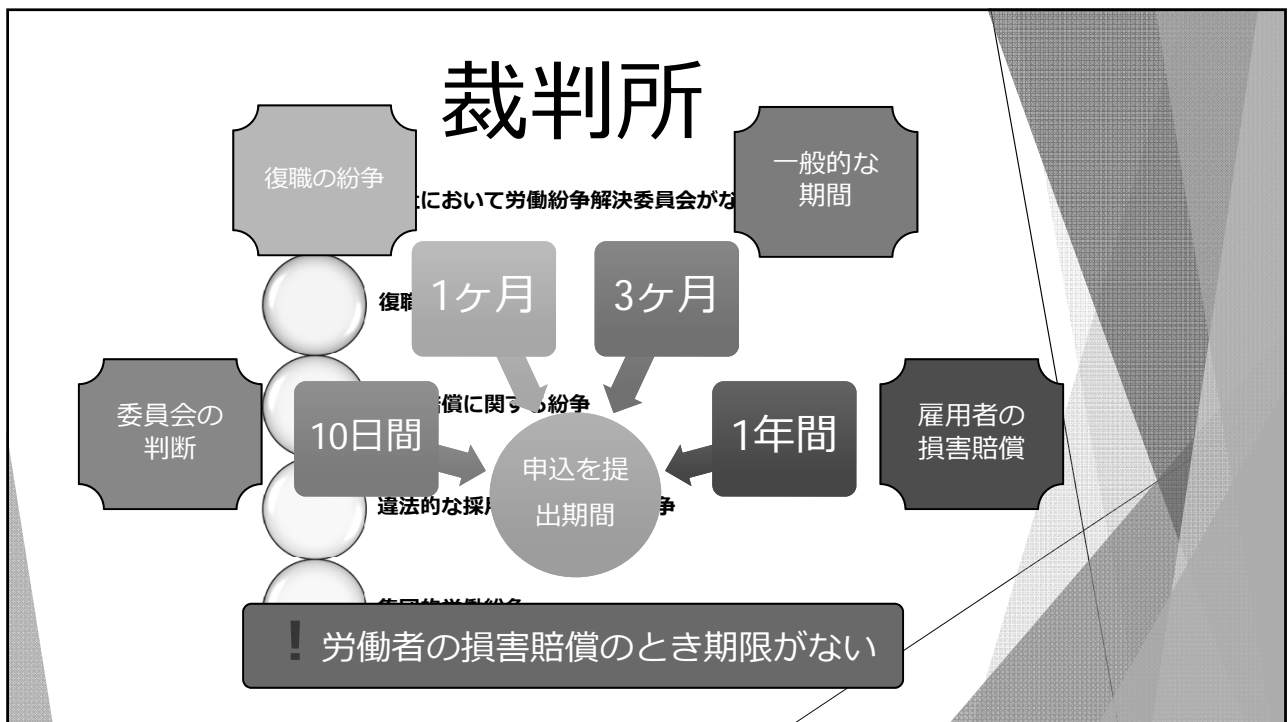 裁判所
復職の紛争
一般的な
期間
において労働紛争解決委員会がな
1ヶ月
3ヶ月
復職
委員会の
判断
10日間
賠償に関する紛争
1年間
雇用者の
損害賠償
申込を提
出期間
違法的な採用
争
! 労働者の損害賠償のとき期限がない